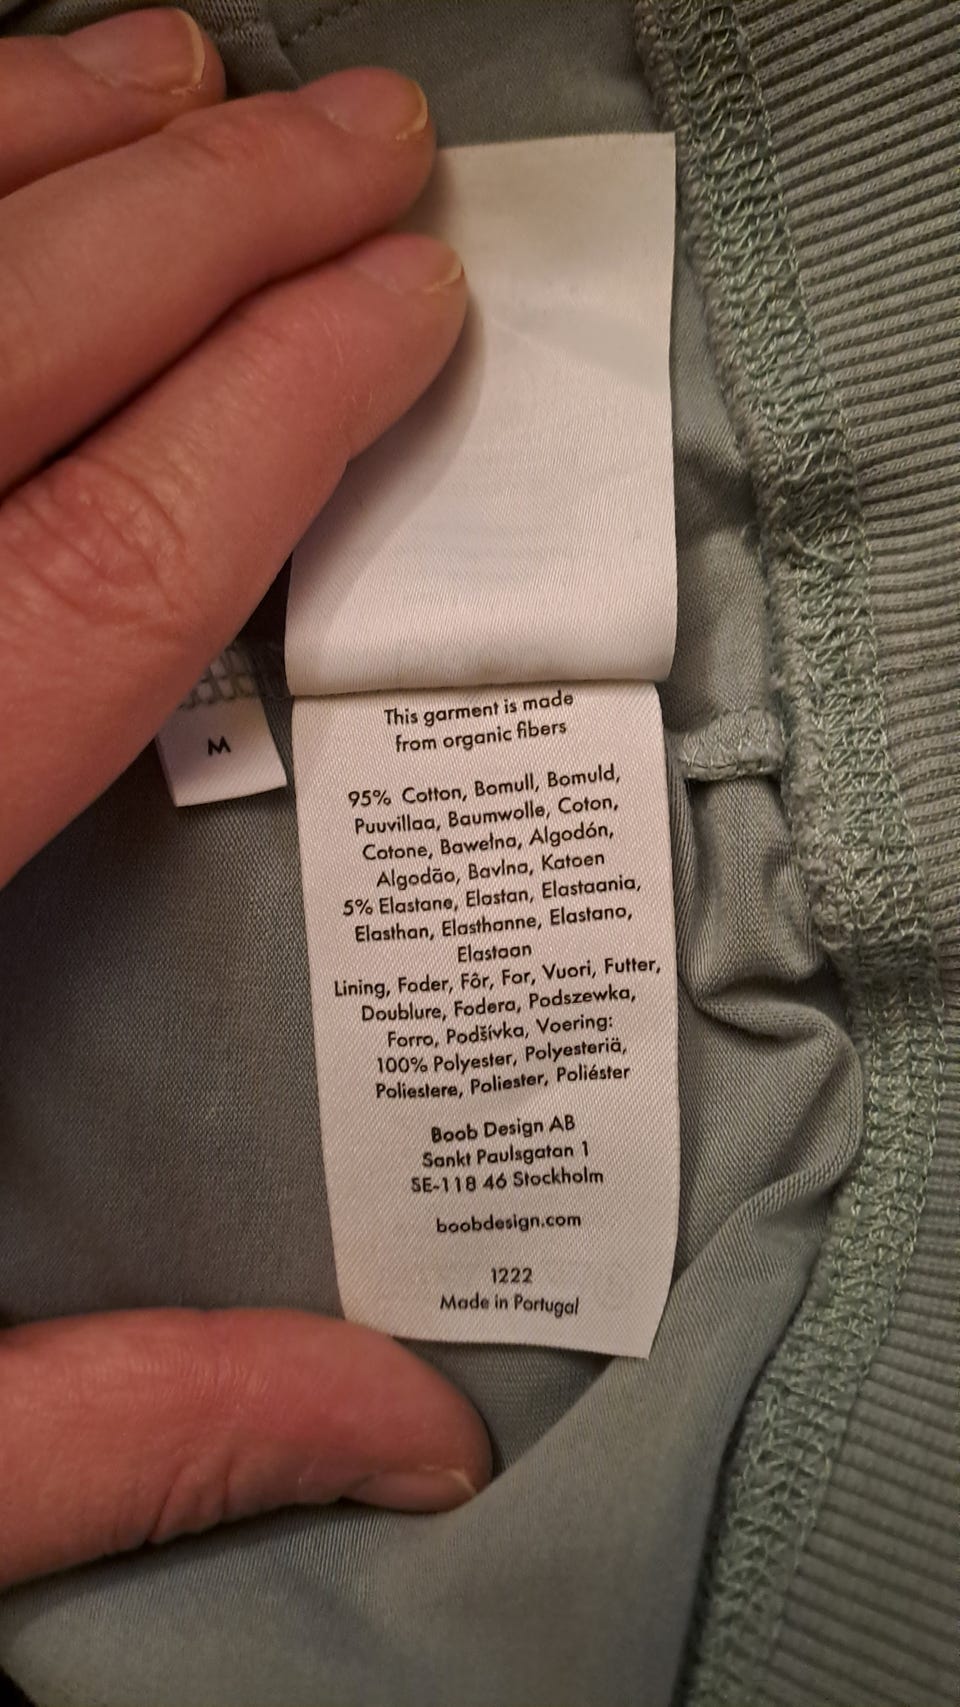 M
This garment is made
from organic fibers
95% Cotton, Bomull, Bomuld,
Puuvillaa, Baumwolle, Coton,
Cotone, Bawełna, Algodón,
Algodão, Bavlna, Katoen
5% Elastane, Elastan, Elastaania,
Elasthan, Elasthanne, Elastano,
Elastaan
Lining, Foder, Fôr, For, Vuori, Futter,
Doublure, Fodera, Podszewka,
Forro, Podšívka, Voering:
100% Polyester, Polyesteriä,
Poliestere, Poliester, Poliéster
Boob Design AB
Sankt Paulsgatan 1
SE-118 46 Stockholm
boobdesign.com
1222
Made in Portugal